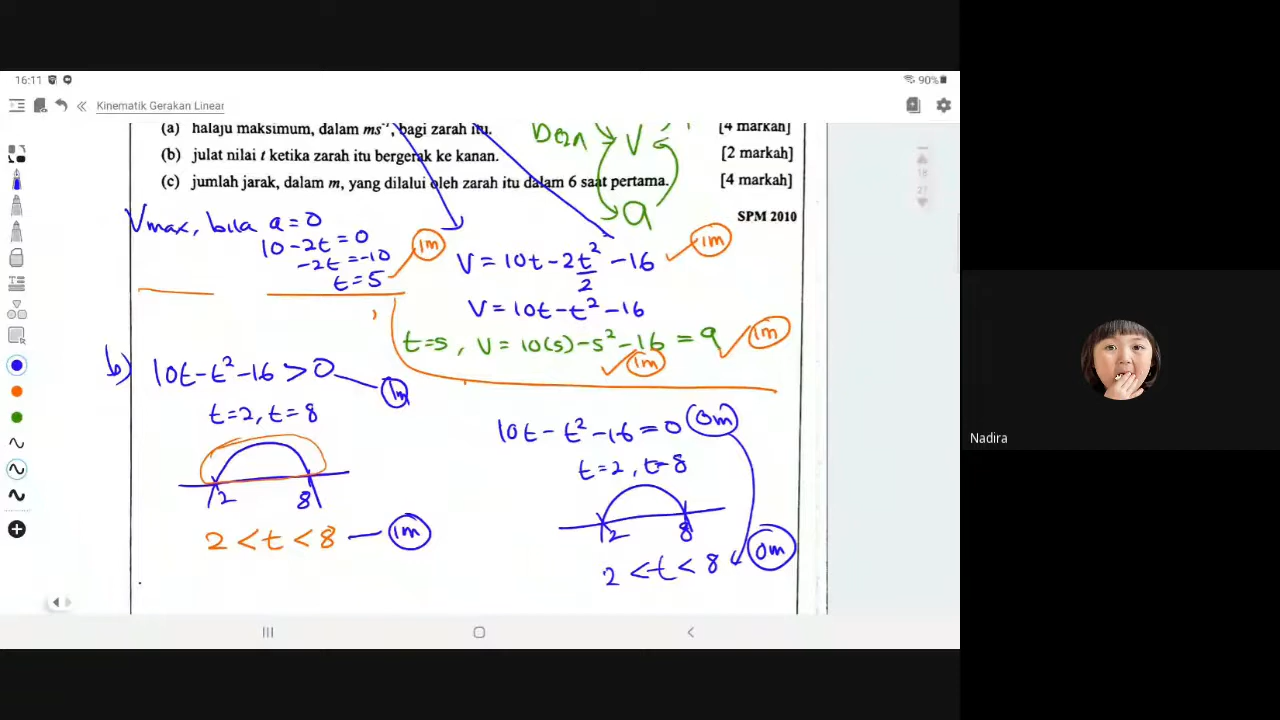 16:11
90%
Kinematik Gerakan Linear
(a) halaju maksimum, dalam ms⁻¹, bagi zarah itu. [4 markah]
(b) julat nilai t ketika zarah itu bergerak ke kanan. [2 markah]
(c) jumlah jarak, dalam m, yang dilalui oleh zarah itu dalam 6 saat pertama. [4 markah]
SPM 2010
V
a
Vmax, bila a = 0
10 - 2t = 0
-2t = -10
t = 5
1m
V = 10t - 2t²/2 - 16
1m
V = 10t - t² - 16
t = 5, V = 10(5) - 5² - 16 = 9
1m
1m
b) 10t - t² - 16 > 0
1m
t = 2, t = 8
2
8
2 < t < 8
1m
10t - t² - 16 = 0
0m
t = 2, t = 8
2
8
2 < t < 8
0m
18
Nadira